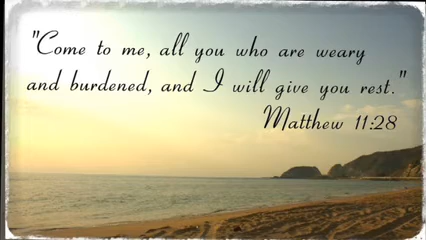 "Come to me, all you who are weary
and burdened, and I will give you rest."
Matthew 11:28